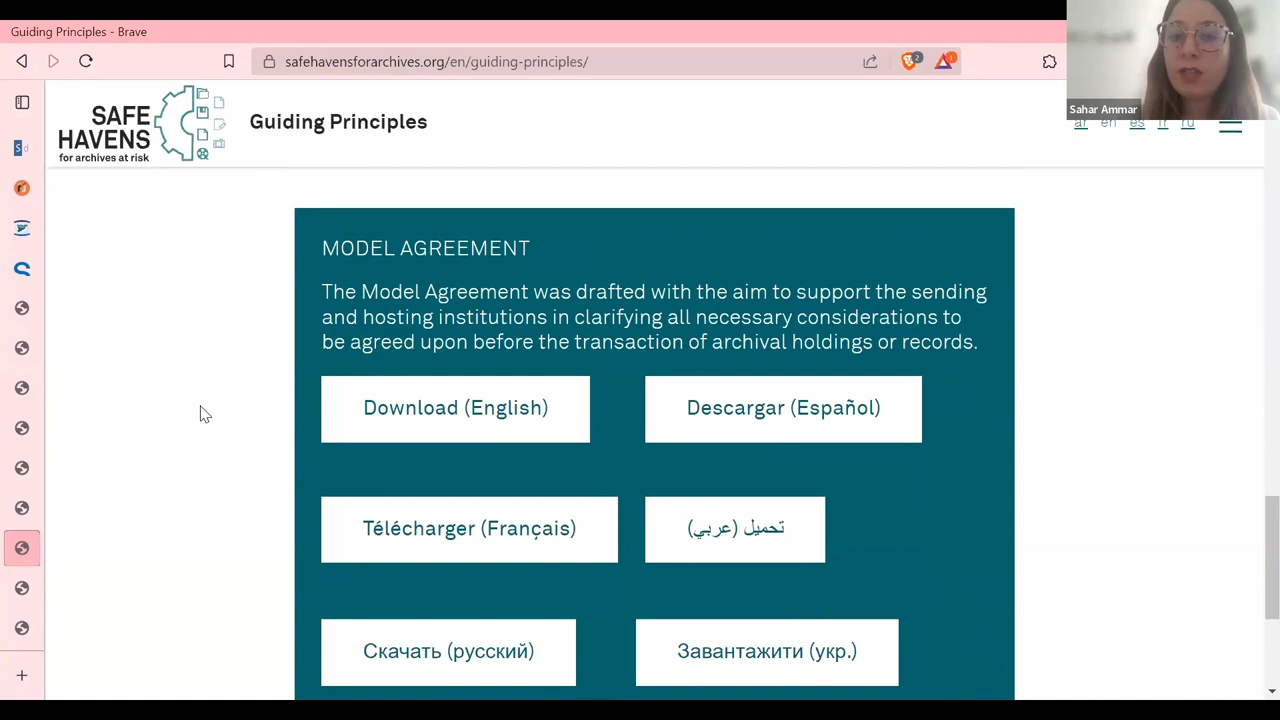 Guiding Principles - Brave
safehavensforarchives.org/en/guiding-principles/
2
1
Sahar Ammar
SAFE
HAVENS
for archives at risk
Guiding Principles
ar en es fr ru
MODEL AGREEMENT
The Model Agreement was drafted with the aim to support the sending
and hosting institutions in clarifying all necessary considerations to
be agreed upon before the transaction of archival holdings or records.
Download (English)
Descargar (Español)
Télécharger (Français)
تحميل (عربي)
Скачать (русский)
Завантажити (укр.)